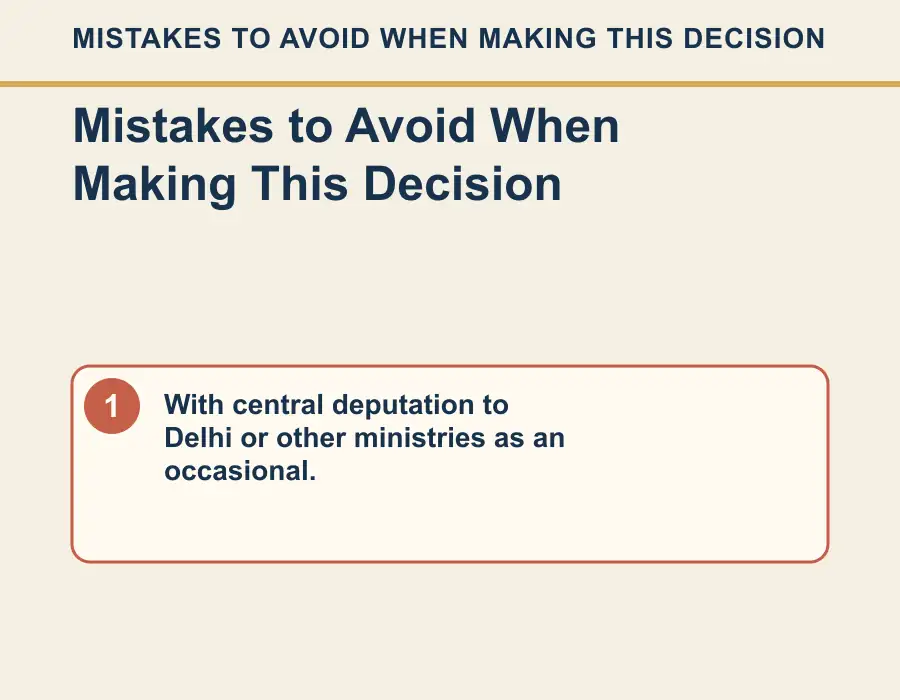 MISTAKES TO AVOID WHEN MAKING THIS DECISION
Mistakes to Avoid When
Making This Decision
1
With central deputation to
Delhi or other ministries as an
occasional.